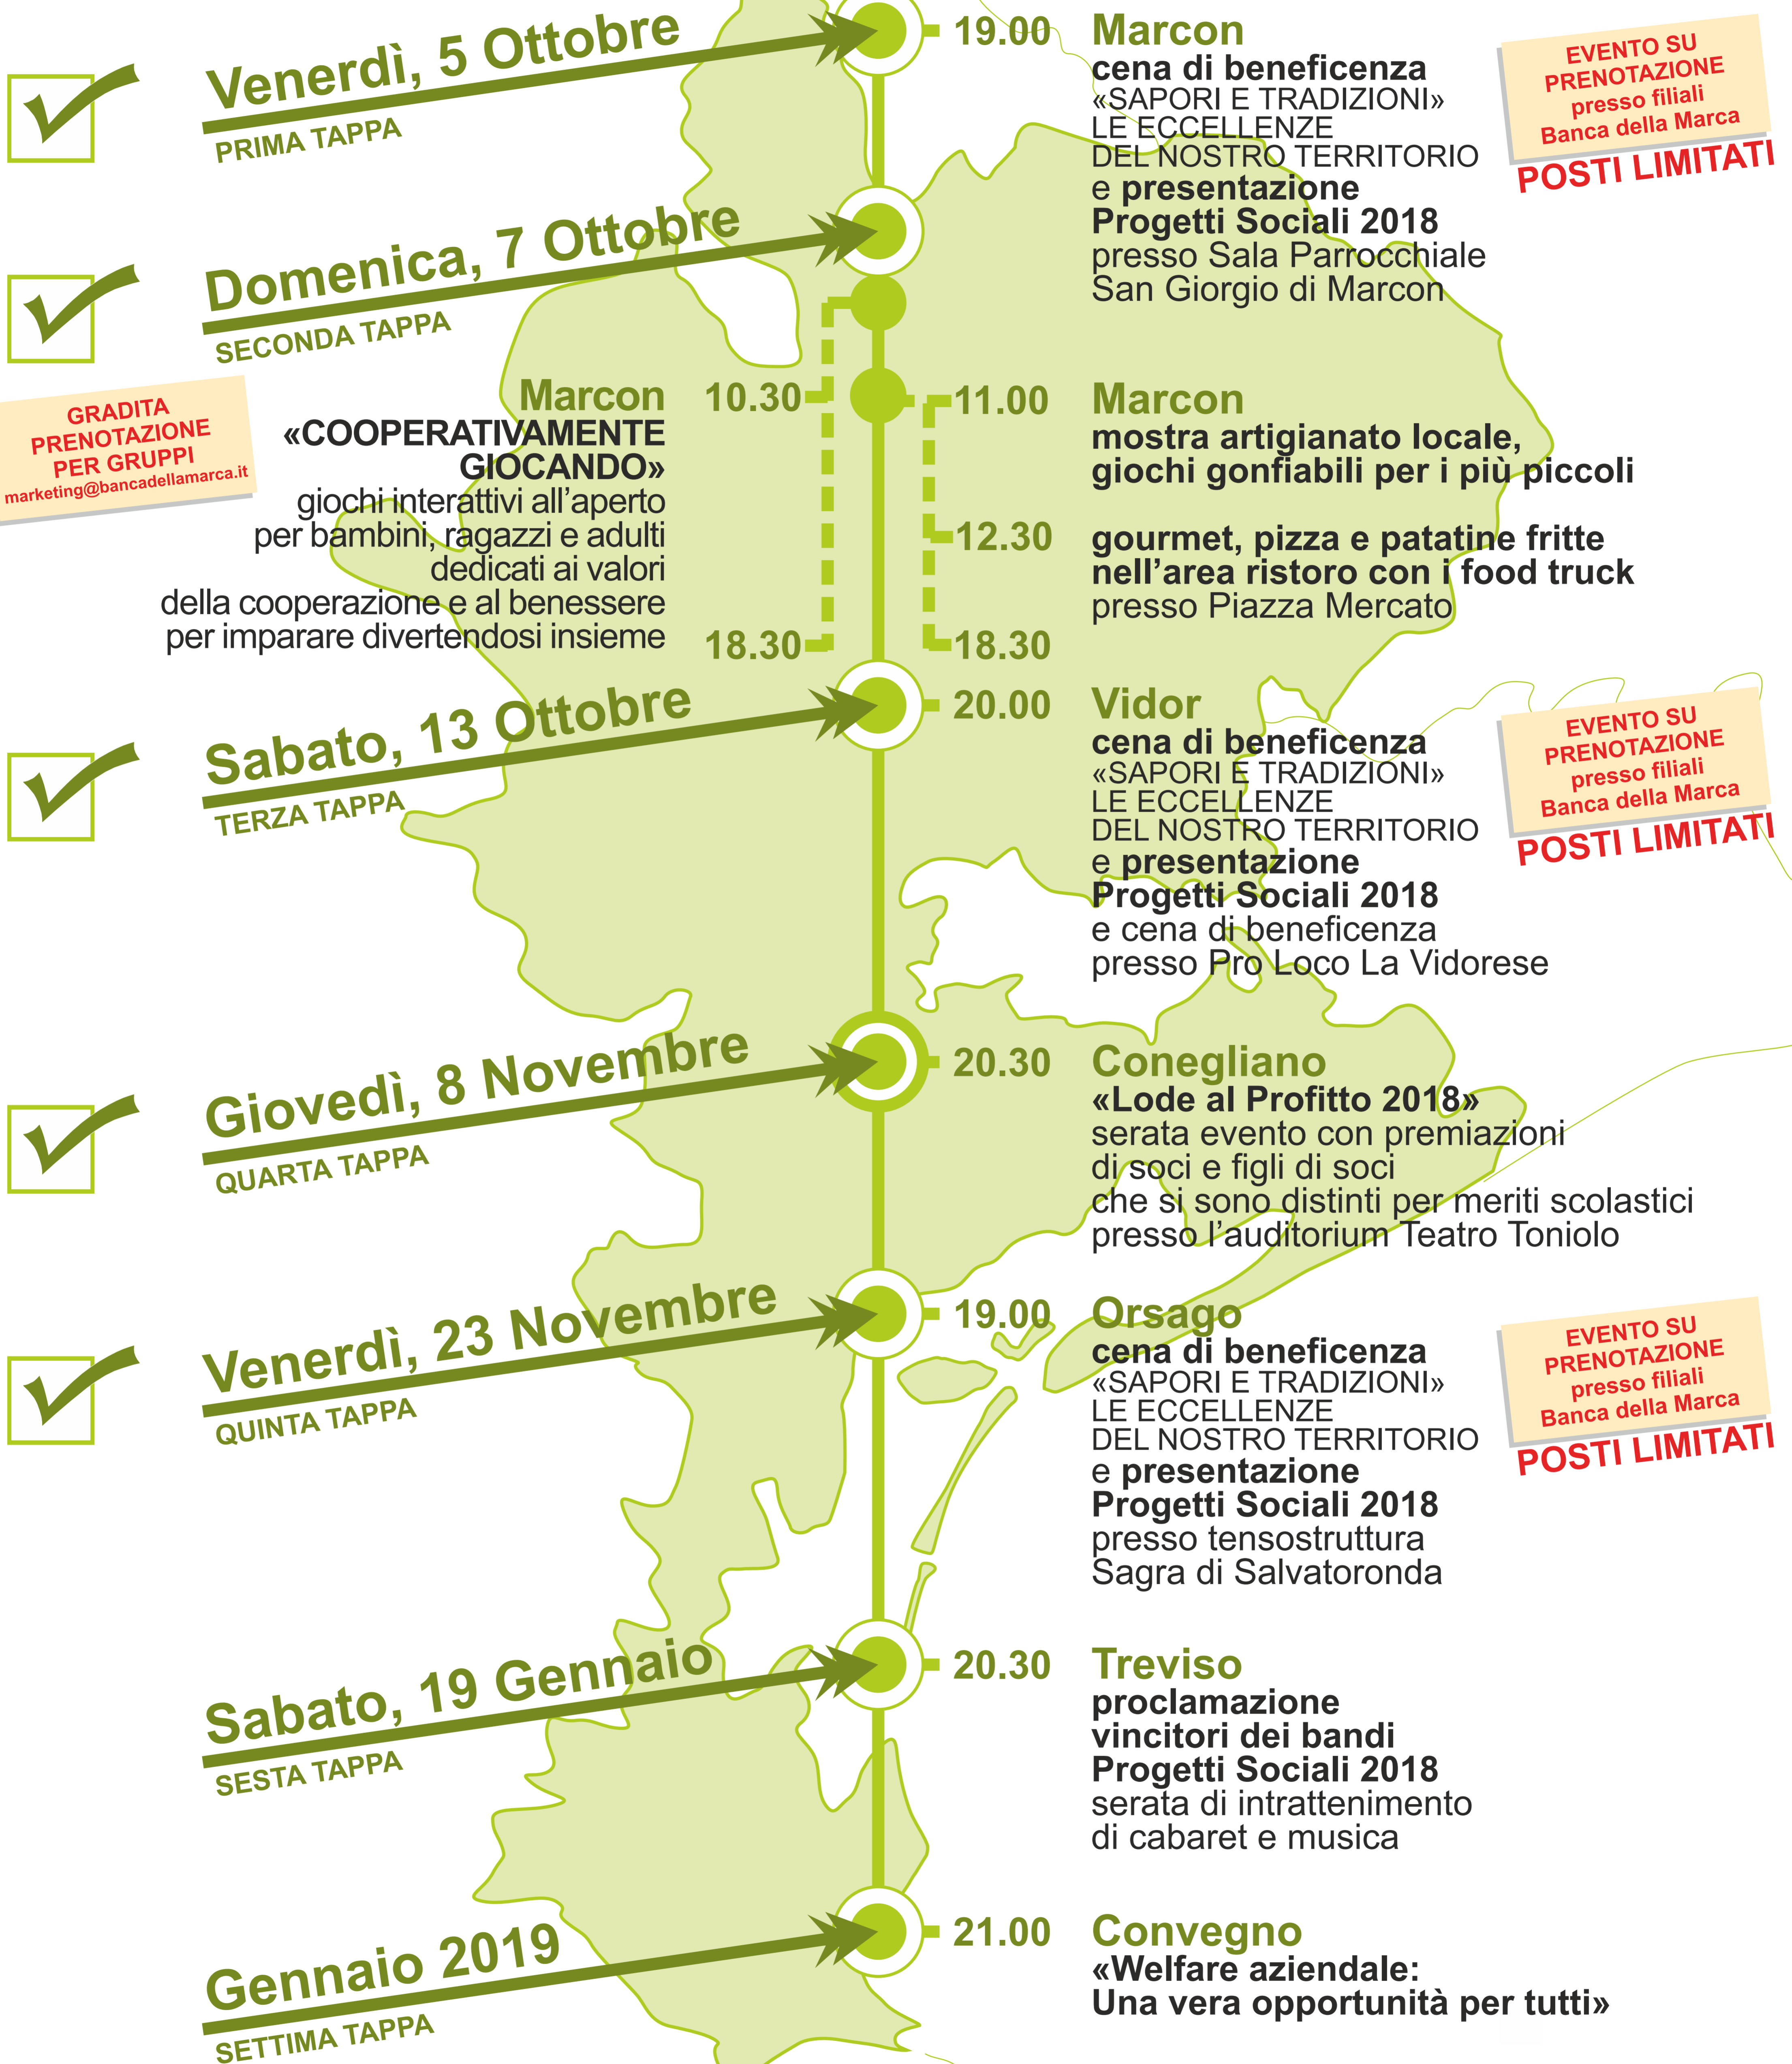 Venerdì, 5 Ottobre
PRIMA TAPPA
19.00
Marcon
cena di beneficenza
«SAPORI E TRADIZIONI»
LE ECCELLENZE
DEL NOSTRO TERRITORIO
e presentazione
Progetti Sociali 2018
presso Sala Parrocchiale
San Giorgio di Marcon
EVENTO SU
PRENOTAZIONE
presso filiali
Banca della Marca
POSTI LIMITATI
Domenica, 7 Ottobre
SECONDA TAPPA
GRADITA
PRENOTAZIONE
PER GRUPPI
marketing@bancadellamarca.it
Marcon
«COOPERATIVAMENTE
GIOCANDO»
giochi interattivi all'aperto
per bambini, ragazzi e adulti
dedicati ai valori
della cooperazione e al benessere
per imparare divertendosi insieme
10.30
18.30
11.00
Marcon
mostra artigianato locale,
giochi gonfiabili per i più piccoli
12.30
gourmet, pizza e patatine fritte
nell'area ristoro con i food truck
presso Piazza Mercato
18.30
Sabato, 13 Ottobre
TERZA TAPPA
20.00
Vidor
cena di beneficenza
«SAPORI E TRADIZIONI»
LE ECCELLENZE
DEL NOSTRO TERRITORIO
e presentazione
Progetti Sociali 2018
e cena di beneficenza
presso Pro Loco La Vidorese
EVENTO SU
PRENOTAZIONE
presso filiali
Banca della Marca
POSTI LIMITATI
Giovedì, 8 Novembre
QUARTA TAPPA
20.30
Conegliano
«Lode al Profitto 2018»
serata evento con premiazioni
di soci e figli di soci
che si sono distinti per meriti scolastici
presso l'auditorium Teatro Toniolo
Venerdì, 23 Novembre
QUINTA TAPPA
19.00
Orsago
cena di beneficenza
«SAPORI E TRADIZIONI»
LE ECCELLENZE
DEL NOSTRO TERRITORIO
e presentazione
Progetti Sociali 2018
presso tensostruttura
Sagra di Salvatoronda
EVENTO SU
PRENOTAZIONE
presso filiali
Banca della Marca
POSTI LIMITATI
Sabato, 19 Gennaio
SESTA TAPPA
20.30
Treviso
proclamazione
vincitori dei bandi
Progetti Sociali 2018
serata di intrattenimento
di cabaret e musica
Gennaio 2019
SETTIMA TAPPA
21.00
Convegno
«Welfare aziendale:
Una vera opportunità per tutti»